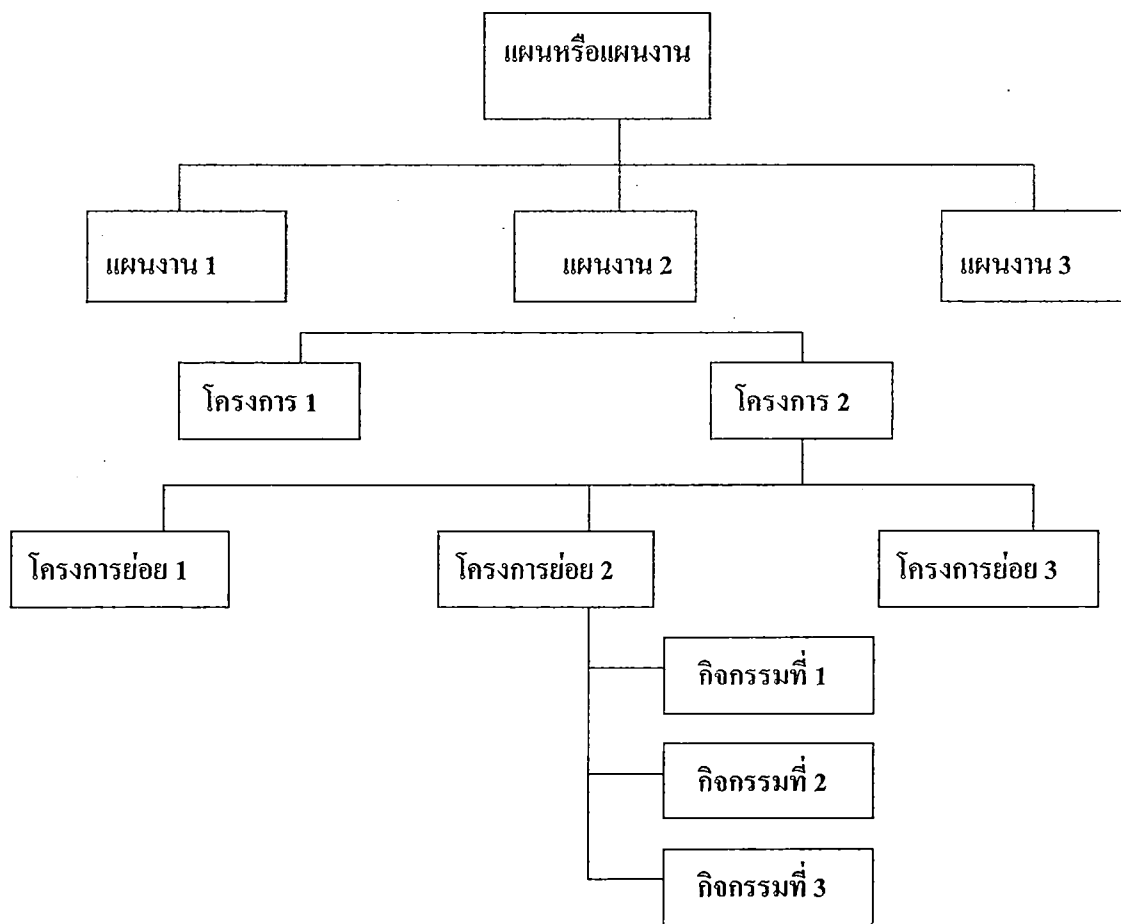 แผนหรือแผนงาน
แผนงาน 1
แผนงาน 2
แผนงาน 3
โครงการ 1
โครงการ 2
โครงการย่อย 1
โครงการย่อย 2
โครงการย่อย 3
กิจกรรมที่ 1
กิจกรรมที่ 2
กิจกรรมที่ 3